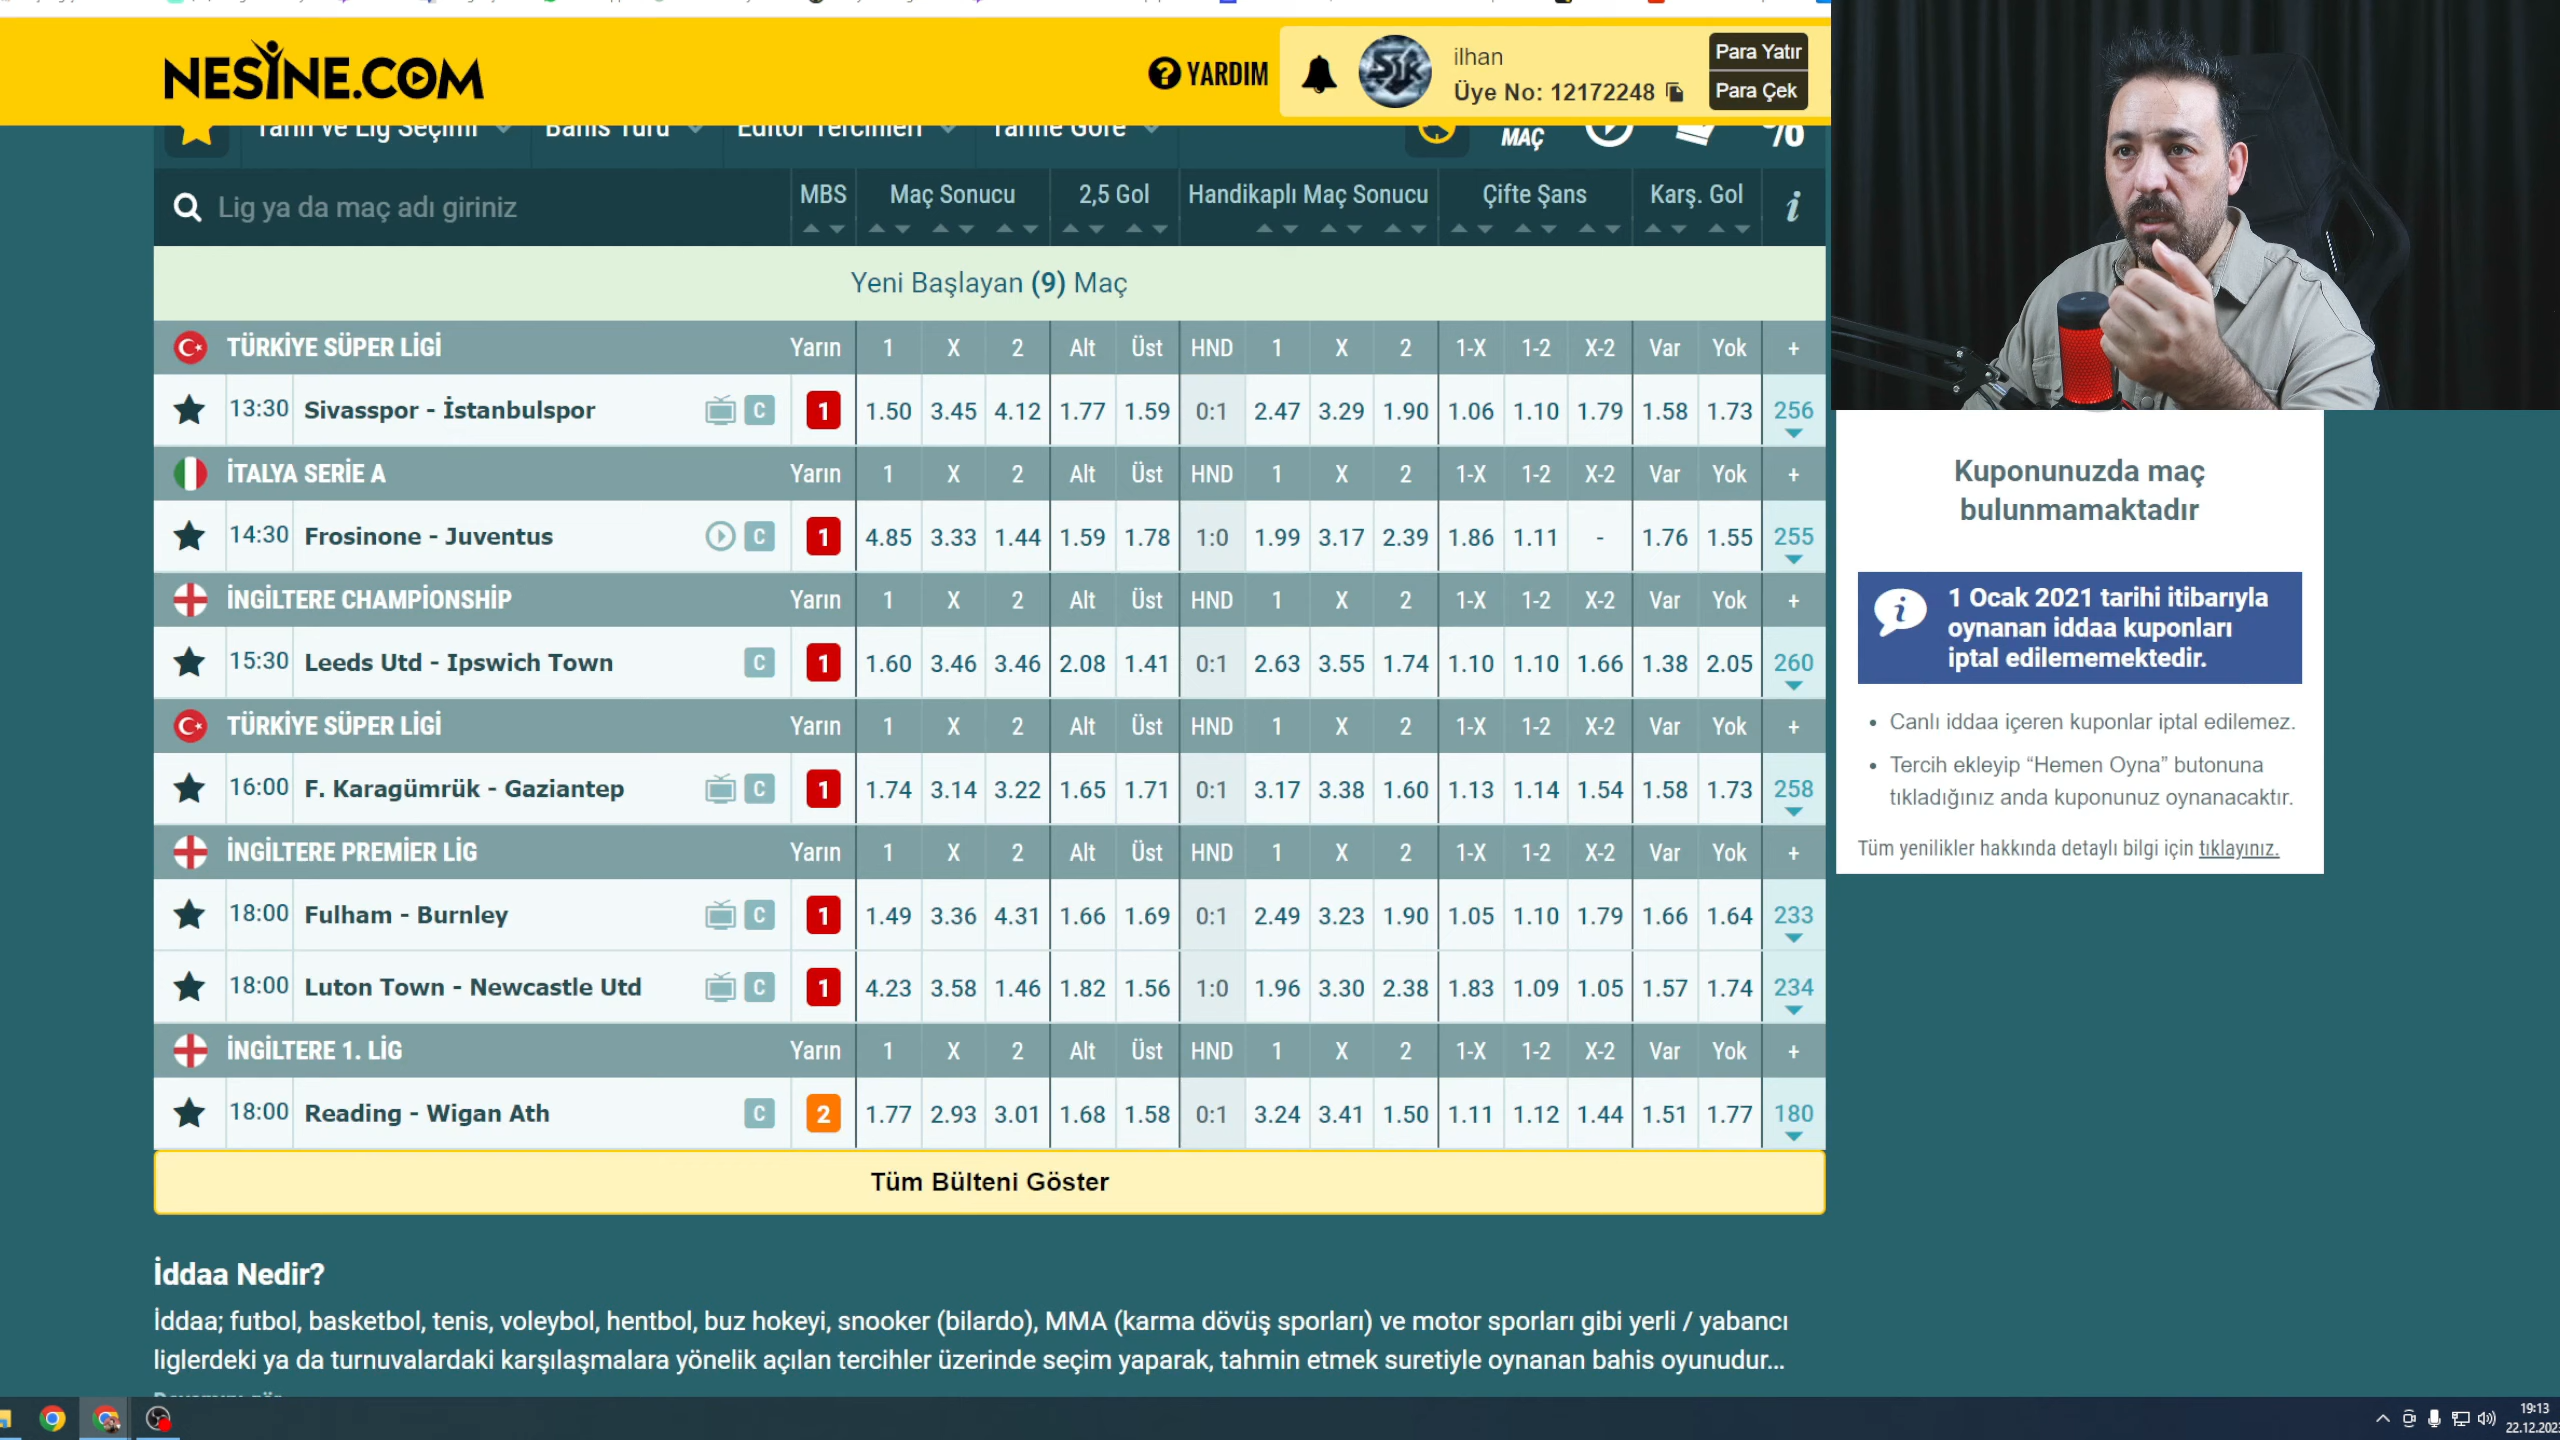 NESİNE.COM
YARDIM
ilhan
Üye No: 12172248
Para Yatır
Para Çek
Tarih ve Lig Seçimi Bahis Türü Editör Tercihleri Tarihe Göre MAÇ %
Lig ya da maç adı giriniz MBS Maç Sonucu 2,5 Gol Handikaplı Maç Sonucu Çifte Şans Karş. Gol i
Yeni Başlayan (9) Maç
TÜRKİYE SÜPER LİGİ Yarın 1 X 2 Alt Üst HND 1 X 2 1-X 1-2 X-2 Var Yok +
13:30 Sivasspor - İstanbulspor C 1 1.50 3.45 4.12 1.77 1.59 0:1 2.47 3.29 1.90 1.06 1.10 1.79 1.58 1.73 256
İTALYA SERIE A Yarın 1 X 2 Alt Üst HND 1 X 2 1-X 1-2 X-2 Var Yok +
14:30 Frosinone - Juventus C 1 4.85 3.33 1.44 1.59 1.78 1:0 1.99 3.17 2.39 1.86 1.11 - 1.76 1.55 255
İNGİLTERE CHAMPİONSHİP Yarın 1 X 2 Alt Üst HND 1 X 2 1-X 1-2 X-2 Var Yok +
15:30 Leeds Utd - Ipswich Town C 1 1.60 3.46 3.46 2.08 1.41 0:1 2.63 3.55 1.74 1.10 1.10 1.66 1.38 2.05 260
TÜRKİYE SÜPER LİGİ Yarın 1 X 2 Alt Üst HND 1 X 2 1-X 1-2 X-2 Var Yok +
16:00 F. Karagümrük - Gaziantep C 1 1.74 3.14 3.22 1.65 1.71 0:1 3.17 3.38 1.60 1.13 1.14 1.54 1.58 1.73 258
İNGİLTERE PREMİER LİG Yarın 1 X 2 Alt Üst HND 1 X 2 1-X 1-2 X-2 Var Yok +
18:00 Fulham - Burnley C 1 1.49 3.36 4.31 1.66 1.69 0:1 2.49 3.23 1.90 1.05 1.10 1.79 1.66 1.64 233
18:00 Luton Town - Newcastle Utd C 1 4.23 3.58 1.46 1.82 1.56 1:0 1.96 3.30 2.38 1.83 1.09 1.05 1.57 1.74 234
İNGİLTERE 1. LİG Yarın 1 X 2 Alt Üst HND 1 X 2 1-X 1-2 X-2 Var Yok +
18:00 Reading - Wigan Ath C 2 1.77 2.93 3.01 1.68 1.58 0:1 3.24 3.41 1.50 1.11 1.12 1.44 1.51 1.77 180
Tüm Bülteni Göster
Kuponunuzda maç
bulunmamaktadır
1 Ocak 2021 tarihi itibarıyla
oynanan iddaa kuponları
iptal edilememektedir.
• Canlı iddaa içeren kuponlar iptal edilemez.
• Tercih ekleyip “Hemen Oyna” butonuna
tıkladığınız anda kuponunuz oynanacaktır.
Tüm yenilikler hakkında detaylı bilgi için tıklayınız.
İddaa Nedir?
İddaa; futbol, basketbol, tenis, voleybol, hentbol, buz hokeyi, snooker (bilardo), MMA (karma dövüş sporları) ve motor sporları gibi yerli / yabancı
liglerdeki ya da turnuvalardaki karşılaşmalara yönelik açılan tercihler üzerinde seçim yaparak, tahmin etmek suretiyle oynanan bahis oyunudur...
19:13
22.12.202